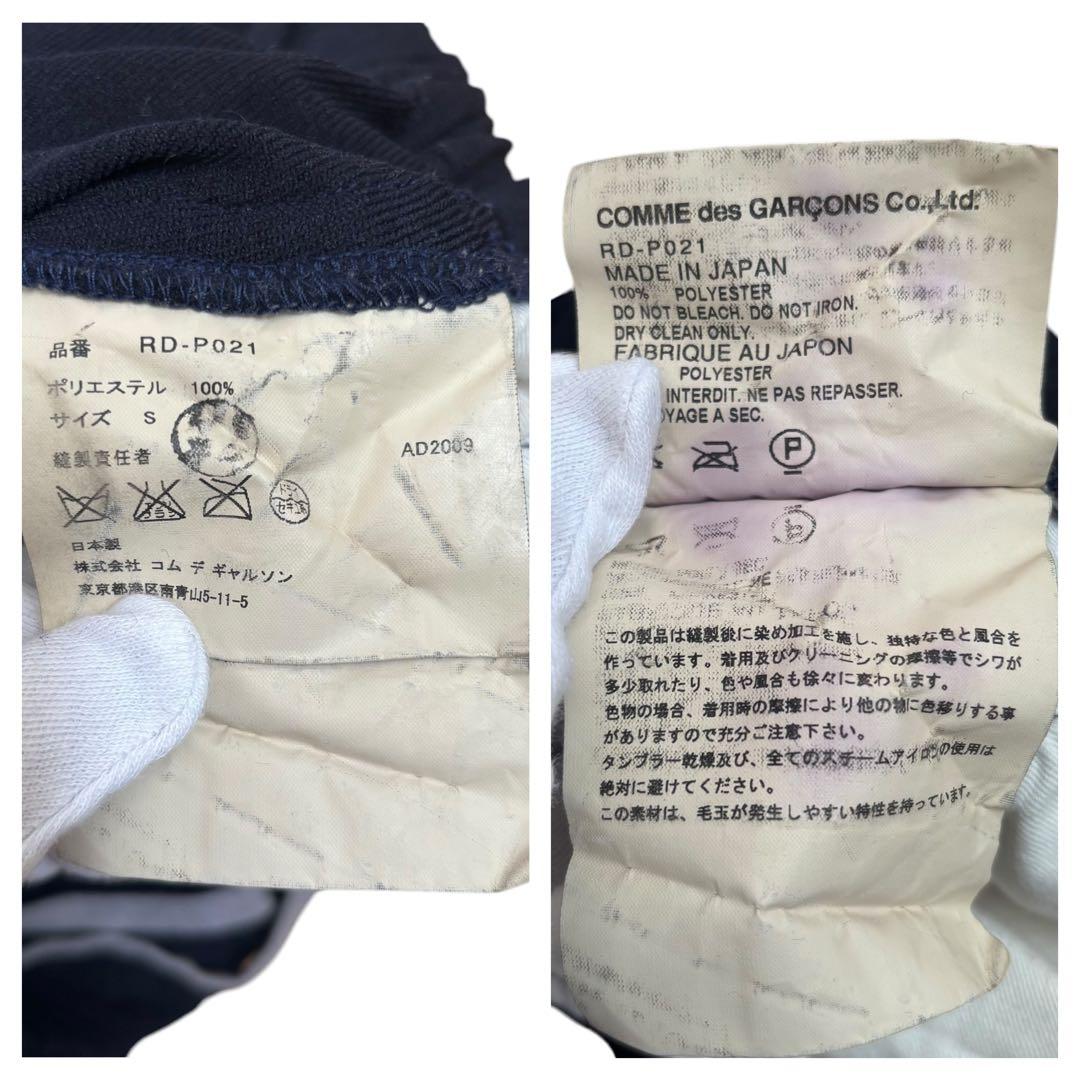 品番 RD-P021
ポリエステル 100%
サイズ S
縫製責任者
AD2009
ドライ
セキユ系
日本製
株式会社 コム デ ギャルソン
東京都港区南青山5-11-5
COMME des GARÇONS Co.,Ltd.
RD-P021
MADE IN JAPAN
100% POLYESTER
DO NOT BLEACH. DO NOT IRON.
DRY CLEAN ONLY.
FABRIQUE AU JAPON
POLYESTER
INTERDIT. NE PAS REPASSER.
OYAGE A SEC.
P
この製品は縫製後に染め加工を施し、独特な色と風合を
作っています。着用及びクリーニングの摩擦等でシワが
多少取れたり、色や風合も徐々に変わります。
色物の場合、着用時の摩擦により他の物に色移りする事
がありますので充分ご注意下さい。
タンブラー乾燥及び、全てのスチームアイロンの使用は
絶対に避けてください。
この素材は、毛玉が発生しやすい特性を持っています。